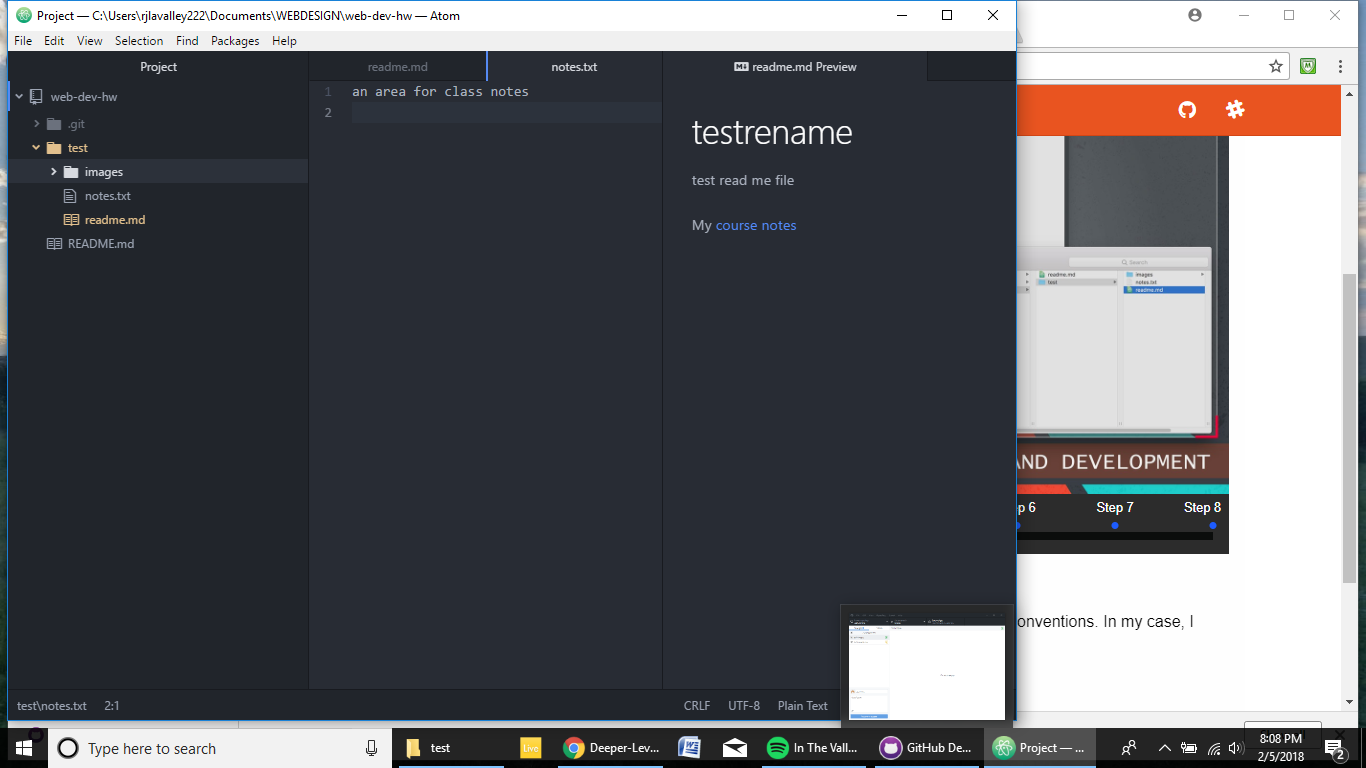 Project — C:\Users\rjlavalley222\Documents\WEBDESIGN\web-dev-hw — Atom
File Edit View Selection Find Packages Help
Project
readme.md
notes.txt
readme.md Preview
web-dev-hw
.git
test
images
notes.txt
readme.md
README.md
1 an area for class notes
2
testrename
test read me file
My course notes
Search
readme.md
test
images
notes.txt
readme.md
AND DEVELOPMENT
p 6 Step 7 Step 8
onventions. In my case, I
test\notes.txt 2:1
CRLF UTF-8 Plain Text
Type here to search
test
Live
Deeper-Lev...
In The Vall...
GitHub De...
Project — ...
8:08 PM
2/5/2018
2